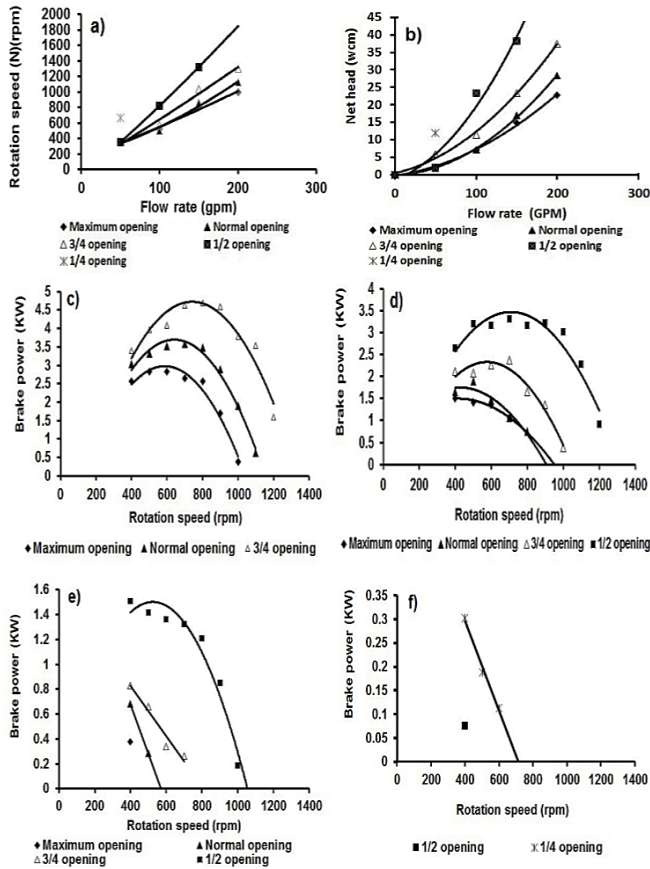 a)
Rotation speed (N)(rpm)
2000
1800
1600
1400
1200
1000
800
600
400
200
0
0 100 200 300
Flow rate (gpm)
Maximum opening Normal opening
3/4 opening 1/2 opening
1/4 opening
b)
Net head (wcm)
45
40
35
30
25
20
15
10
5
0
0 100 200 300
Flow rate (GPM)
Maximum opening Normal opening
3/4 opening 1/2 opening
1/4 opening
c)
Brake power (KW)
5
4.5
4
3.5
3
2.5
2
1.5
1
0.5
0
0 200 400 600 800 1000 1200 1400
Rotation speed (rpm)
Maximum opening Normal opening 3/4 opening
d)
Brake power (KW)
4
3.5
3
2.5
2
1.5
1
0.5
0
0 200 400 600 800 1000 1200 1400
Rotation speed (rpm)
Maximum opening Normal opening 3/4 opening 1/2 opening
e)
Brake power (KW)
1.6
1.4
1.2
1
0.8
0.6
0.4
0.2
0
0 200 400 600 800 1000 1200 1400
Rotation speed (rpm)
Maximum opening Normal opening
3/4 opening 1/2 opening
f)
Brake power (KW)
0.35
0.3
0.25
0.2
0.15
0.1
0.05
0
0 200 400 600 800 1000 1200 1400
Rotation speed (rpm)
1/2 opening 1/4 opening